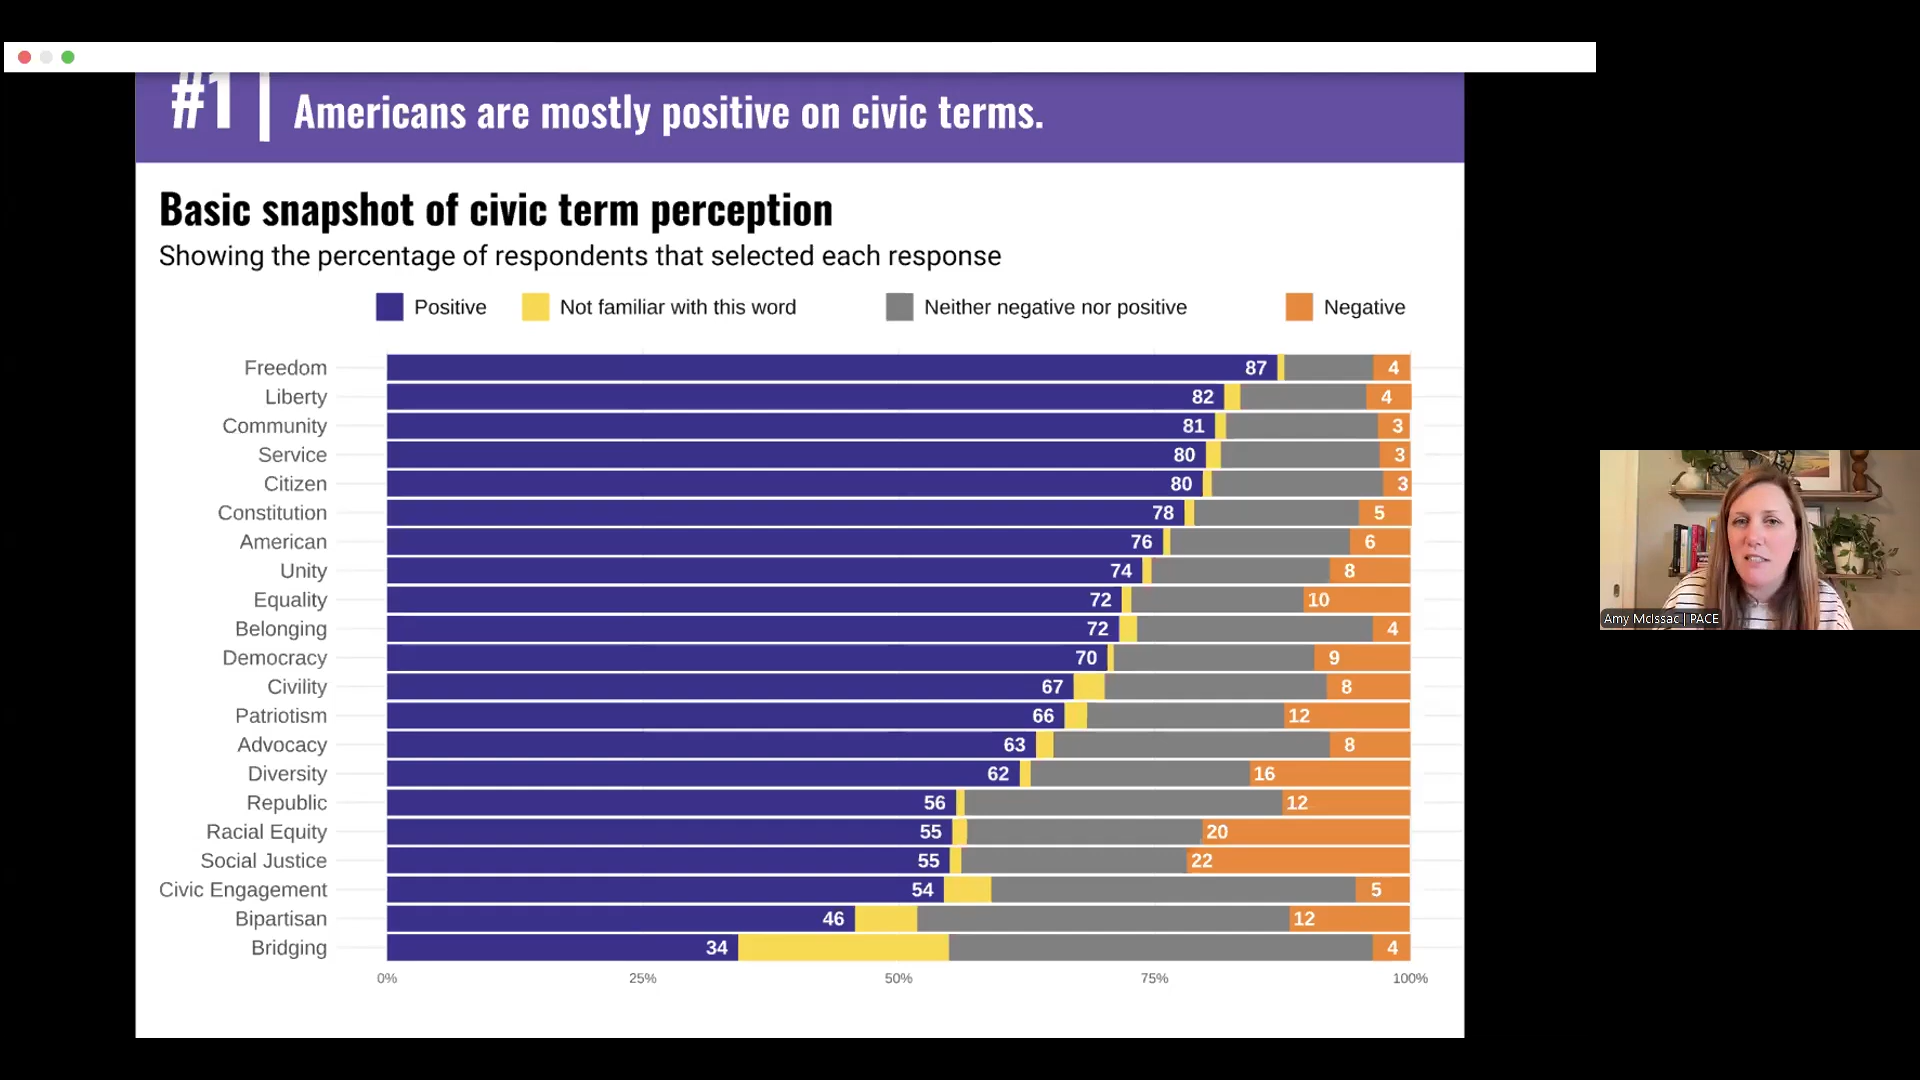 #1 | Americans are mostly positive on civic terms.
Basic snapshot of civic term perception
Showing the percentage of respondents that selected each response
Positive Not familiar with this word Neither negative nor positive Negative
Freedom 87 4
Liberty 82 4
Community 81 3
Service 80 3
Citizen 80 3
Constitution 78 5
American 76 6
Unity 74 8
Equality 72 10
Belonging 72 4
Democracy 70 9
Civility 67 8
Patriotism 66 12
Advocacy 63 8
Diversity 62 16
Republic 56 12
Racial Equity 55 20
Social Justice 55 22
Civic Engagement 54 5
Bipartisan 46 12
Bridging 34 4
0% 25% 50% 75% 100%
Amy McIssac | PACE